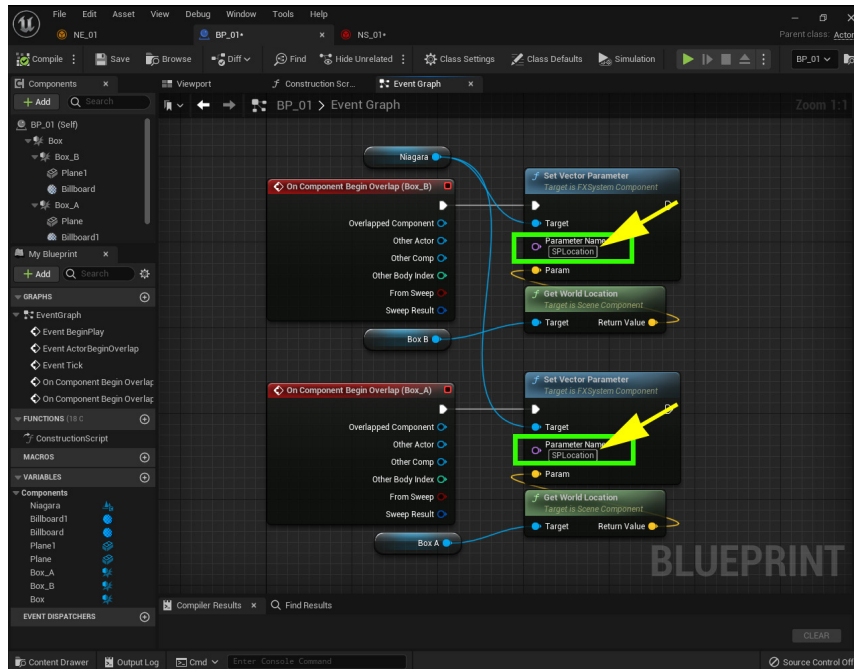 File Edit Asset View Debug Window Tools Help
NE_01 BP_01• × NS_01•
Parent class: Actor
Compile Save Browse Diff Find Hide Unrelated Class Settings Class Defaults Simulation BP_01
Components × Viewport Construction Scr... Event Graph ×
+ Add Search BP_01 > Event Graph Zoom 1:1
BP_01 (Self)
Box
Box_B
Plane1
Billboard
Box_A
Plane
Billboard1
My Blueprint ×
+ Add Search
GRAPHS
EventGraph
Event BeginPlay
Event ActorBeginOverlap
Event Tick
On Component Begin Overlap
On Component Begin Overlap
FUNCTIONS (18 C
ConstructionScript
MACROS
VARIABLES
Components
Niagara
Billboard1
Billboard
Plane1
Plane
Box_A
Box_B
Box
EVENT DISPATCHERS
Niagara
On Component Begin Overlap (Box_B)
Overlapped Component
Other Actor
Other Comp
Other Body Index
From Sweep
Sweep Result
Box B
f Set Vector Parameter
Target is FXSystem Component
Target
Parameter Name
SPLocation
Param
f Get World Location
Target is Scene Component
Target Return Value
On Component Begin Overlap (Box_A)
Overlapped Component
Other Actor
Other Comp
Other Body Index
From Sweep
Sweep Result
Box A
f Set Vector Parameter
Target is FXSystem Component
Target
Parameter Name
SPLocation
Param
f Get World Location
Target is Scene Component
Target Return Value
BLUEPRINT
Compiler Results × Find Results
CLEAR
Content Drawer Output Log Cmd Enter Console Command Source Control Off